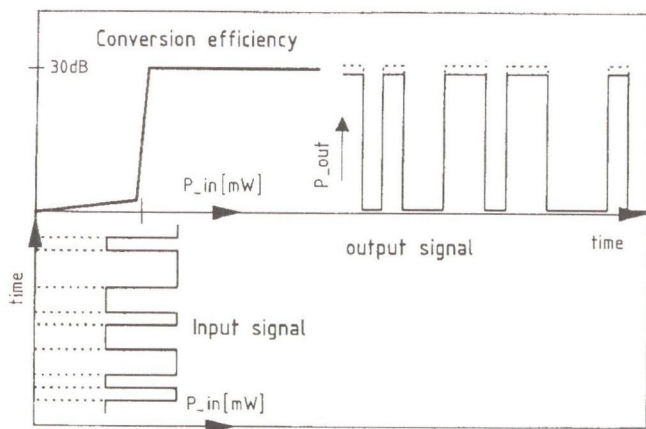 Conversion efficiency
30dB
P_out
P_in[mW]
output signal
time
time
Input signal
P_in[mW]